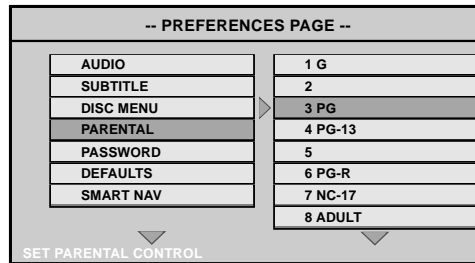 -- PREFERENCES PAGE --
AUDIO
SUBTITLE
DISC MENU
PARENTAL
PASSWORD
DEFAULTS
SMART NAV
1 G
2
3 PG
4 PG-13
5
6 PG-R
7 NC-17
8 ADULT
SET PARENTAL CONTROL